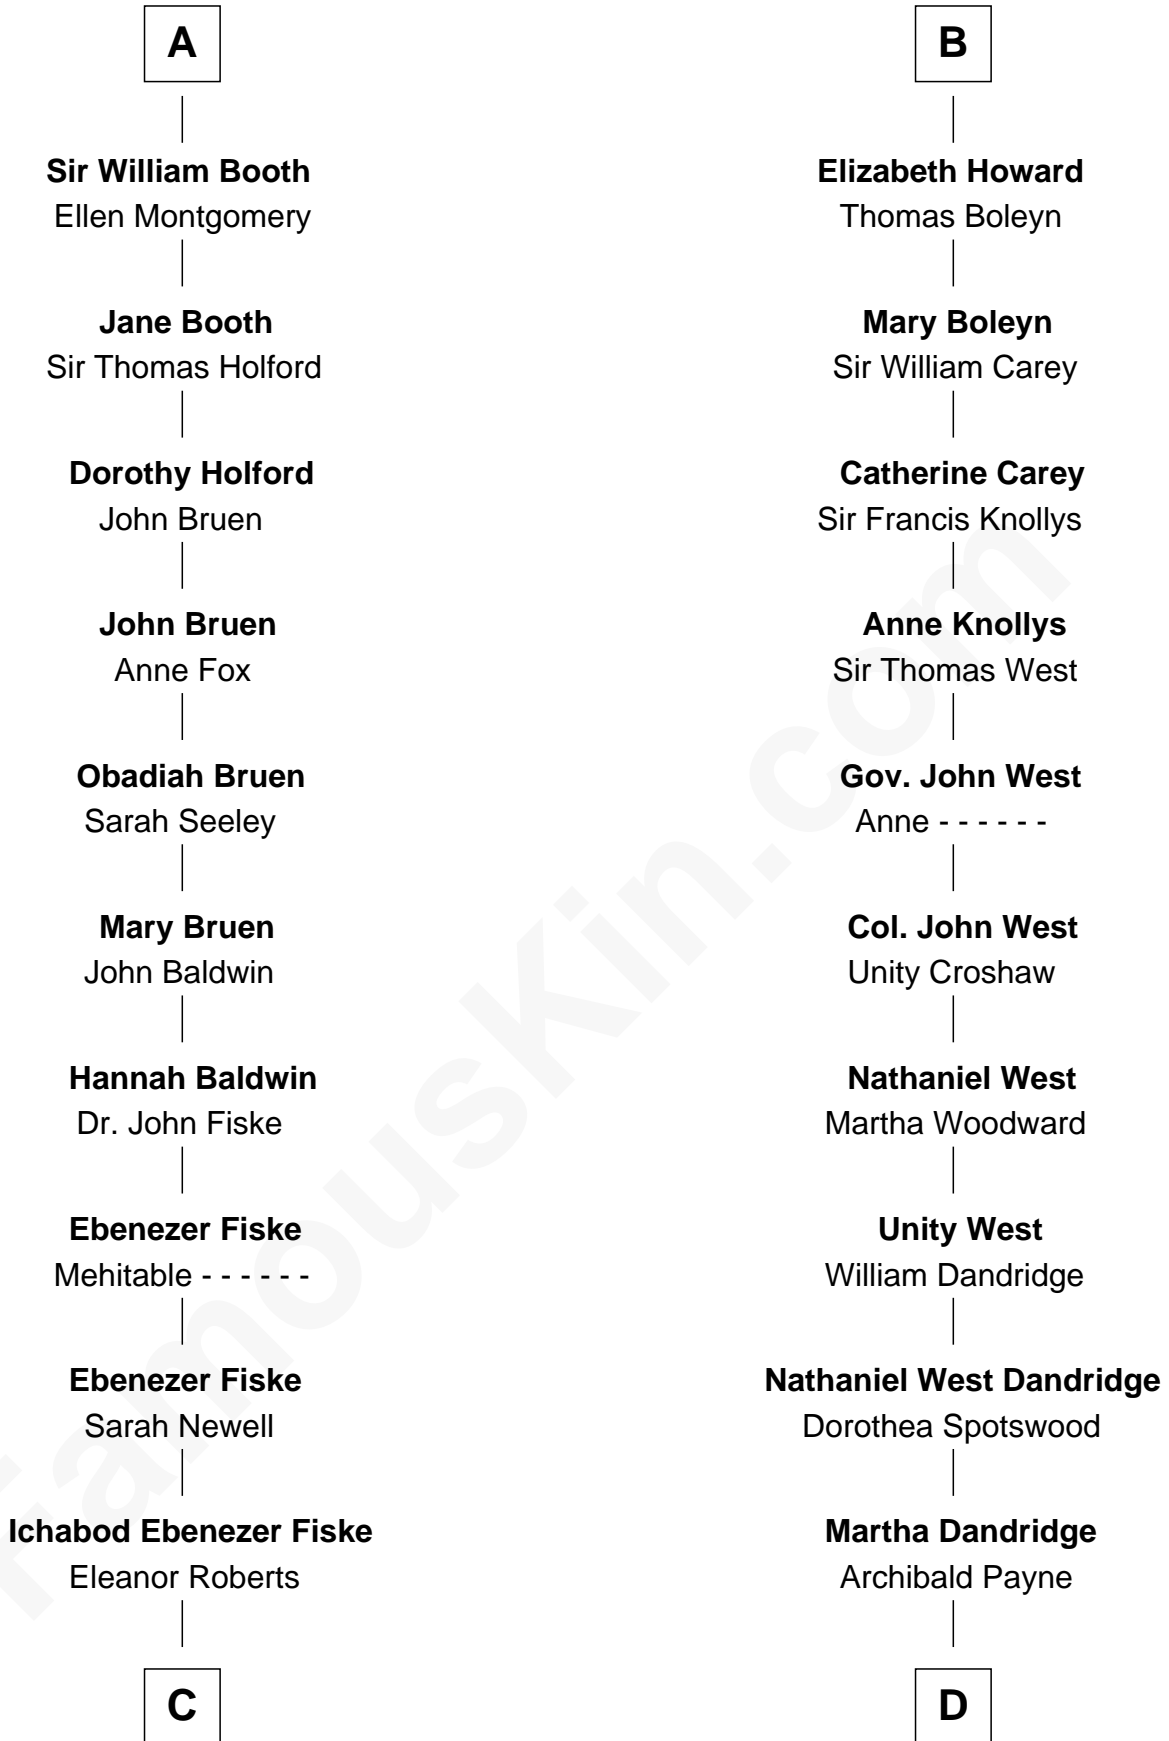 A
Sir William Booth
Ellen Montgomery
Jane Booth
Sir Thomas Holford
Dorothy Holford
John Bruen
John Bruen
Anne Fox
Obadiah Bruen
Sarah Seeley
Mary Bruen
John Baldwin
Hannah Baldwin
Dr. John Fiske
Ebenezer Fiske
Mehitable - - - - - -
Ebenezer Fiske
Sarah Newell
Ichabod Ebenezer Fiske
Eleanor Roberts
C
B
Elizabeth Howard
Thomas Boleyn
Mary Boleyn
Sir William Carey
Catherine Carey
Sir Francis Knollys
Anne Knollys
Sir Thomas West
Gov. John West
Anne - - - - - -
Col. John West
Unity Croshaw
Nathaniel West
Martha Woodward
Unity West
William Dandridge
Nathaniel West Dandridge
Dorothea Spotswood
Martha Dandridge
Archibald Payne
D
FamousKin.com